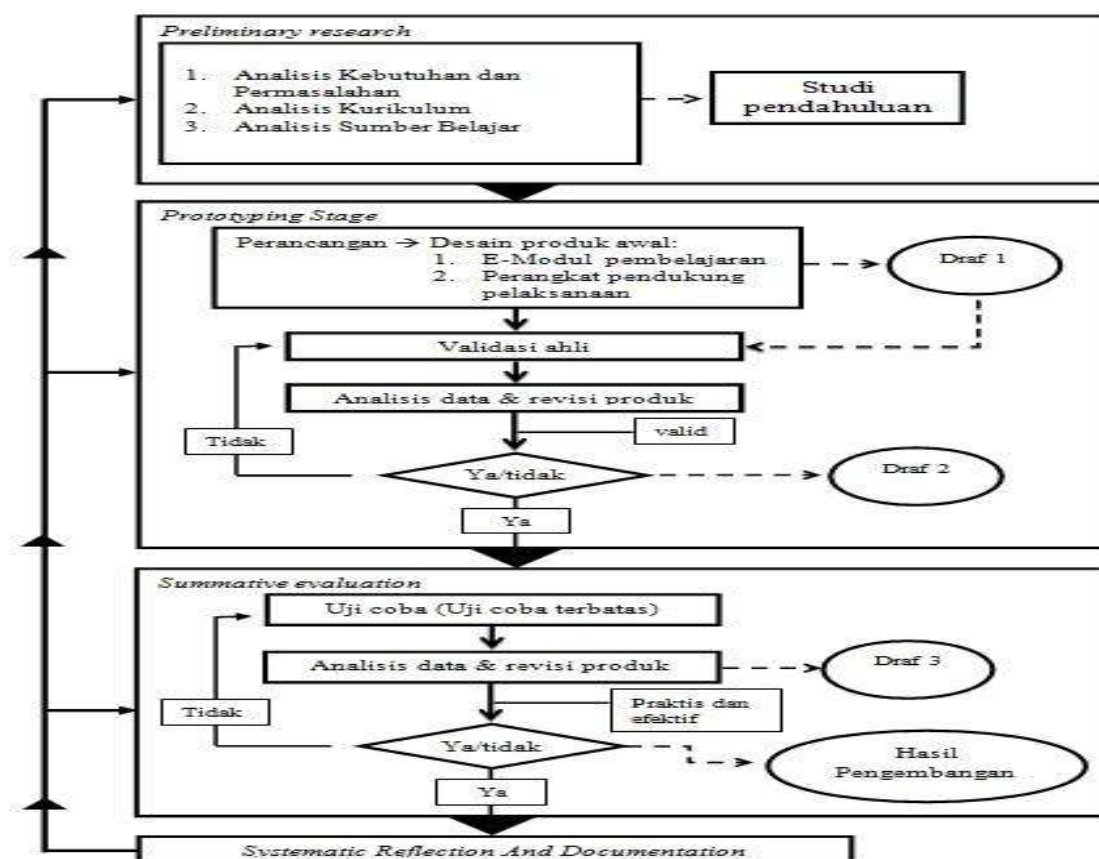 Preliminary research
1. Analisis Kebutuhan dan
Permasalahan
2. Analisis Kurikulum
3. Analisis Sumber Belajar
Studi
pendahuluan
Prototyping Stage
Perancangan → Desain produk awal:
1. E-Modul pembelajaran
2. Perangkat pendukung
pelaksanaan
Draf 1
Validasi ahli
Analisis data & revisi produk
Tidak
valid
Ya/tidak
Draf 2
Ya
Summative evaluation
Uji coba (Uji coba terbatas)
Analisis data & revisi produk
Draf 3
Tidak
Praktis dan
efektif
Ya/tidak
Hasil
Pengembangan
Ya
Systematic Reflection And Documentation